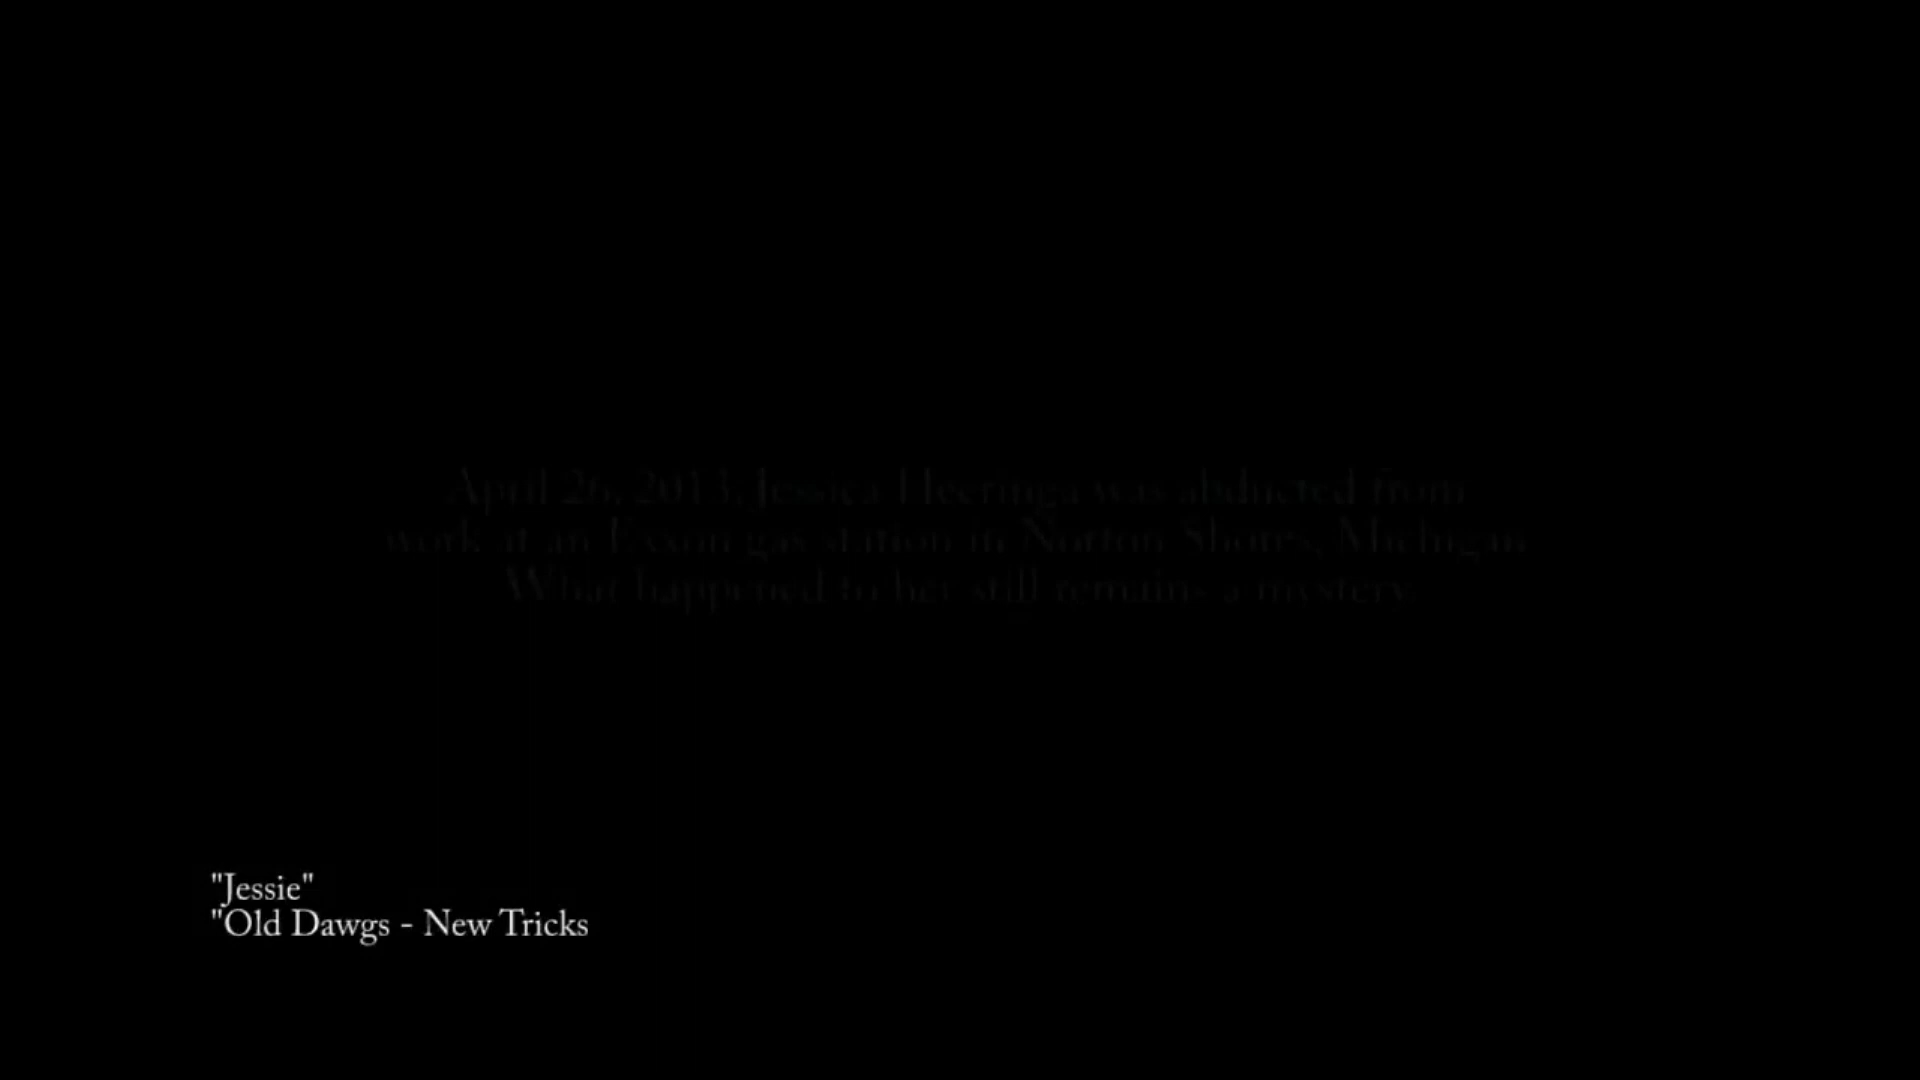 April 26, 2013, Jessica Heeringa was abducted from
work at an Exxon gas station in Norton Shores, Michigan
What happened to her still remains a mystery.
"Jessie"
"Old Dawgs - New Tricks